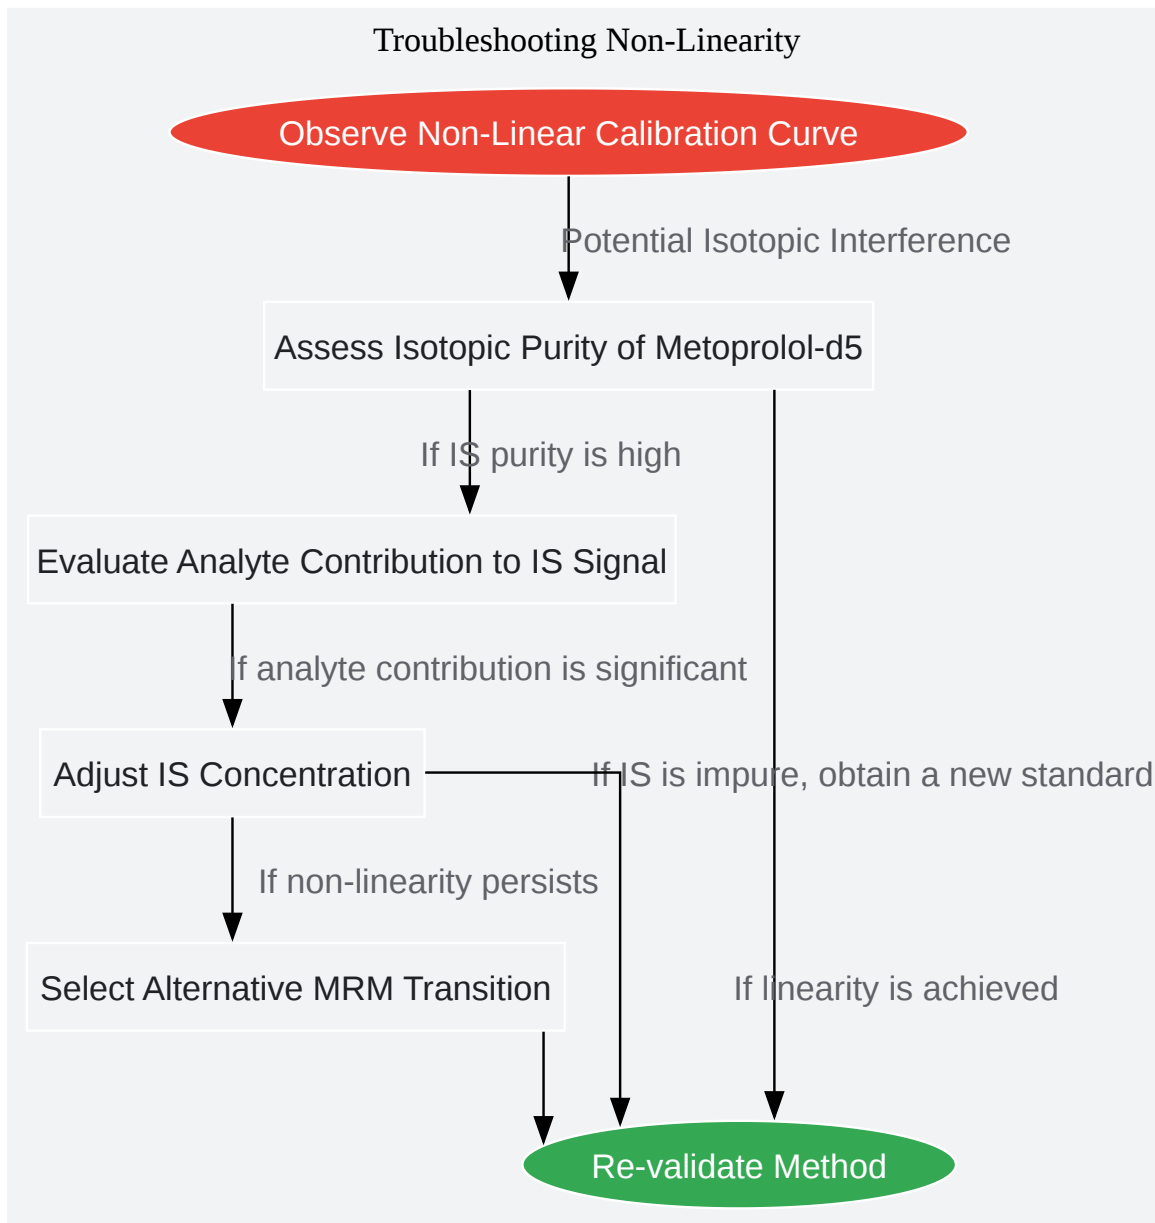 Troubleshooting Non-Linearity
Observe Non-Linear Calibration Curve
Potential Isotopic Interference
Assess Isotopic Purity of Metoprolol-d5
If IS purity is high
Evaluate Analyte Contribution to IS Signal
If analyte contribution is significant
Adjust IS Concentration
If IS is impure, obtain a new standard
If non-linearity persists
Select Alternative MRM Transition
If linearity is achieved
Re-validate Method